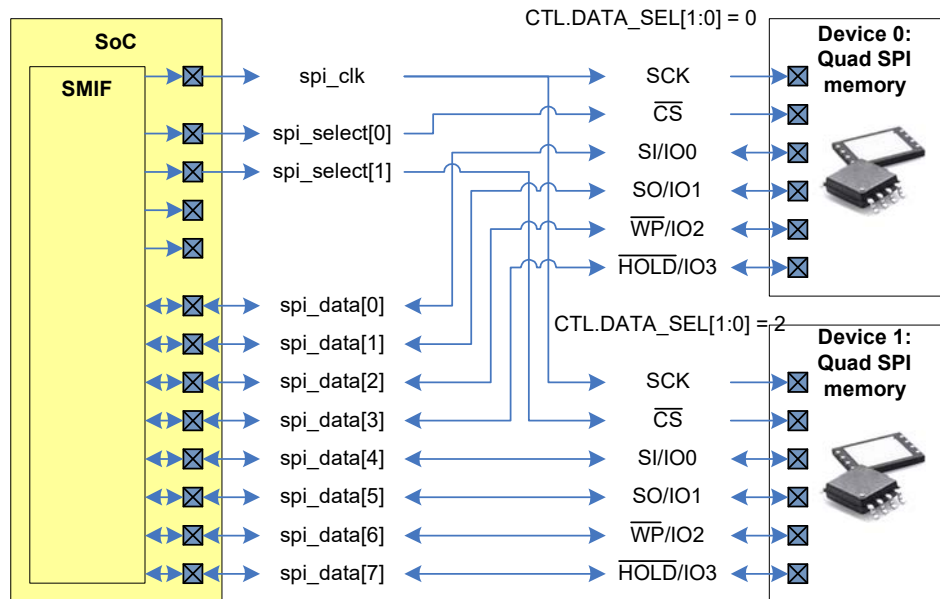 SoC
SMIF
spi_clk
spi_select[0]
spi_select[1]
spi_data[0]
spi_data[1]
spi_data[2]
spi_data[3]
spi_data[4]
spi_data[5]
spi_data[6]
spi_data[7]
CTL.DATA_SEL[1:0] = 0
SCK
CS
SI/IO0
SO/IO1
WP/IO2
HOLD/IO3
Device 0:
Quad SPI
memory
CTL.DATA_SEL[1:0] = 2
SCK
CS
SI/IO0
SO/IO1
WP/IO2
HOLD/IO3
Device 1:
Quad SPI
memory